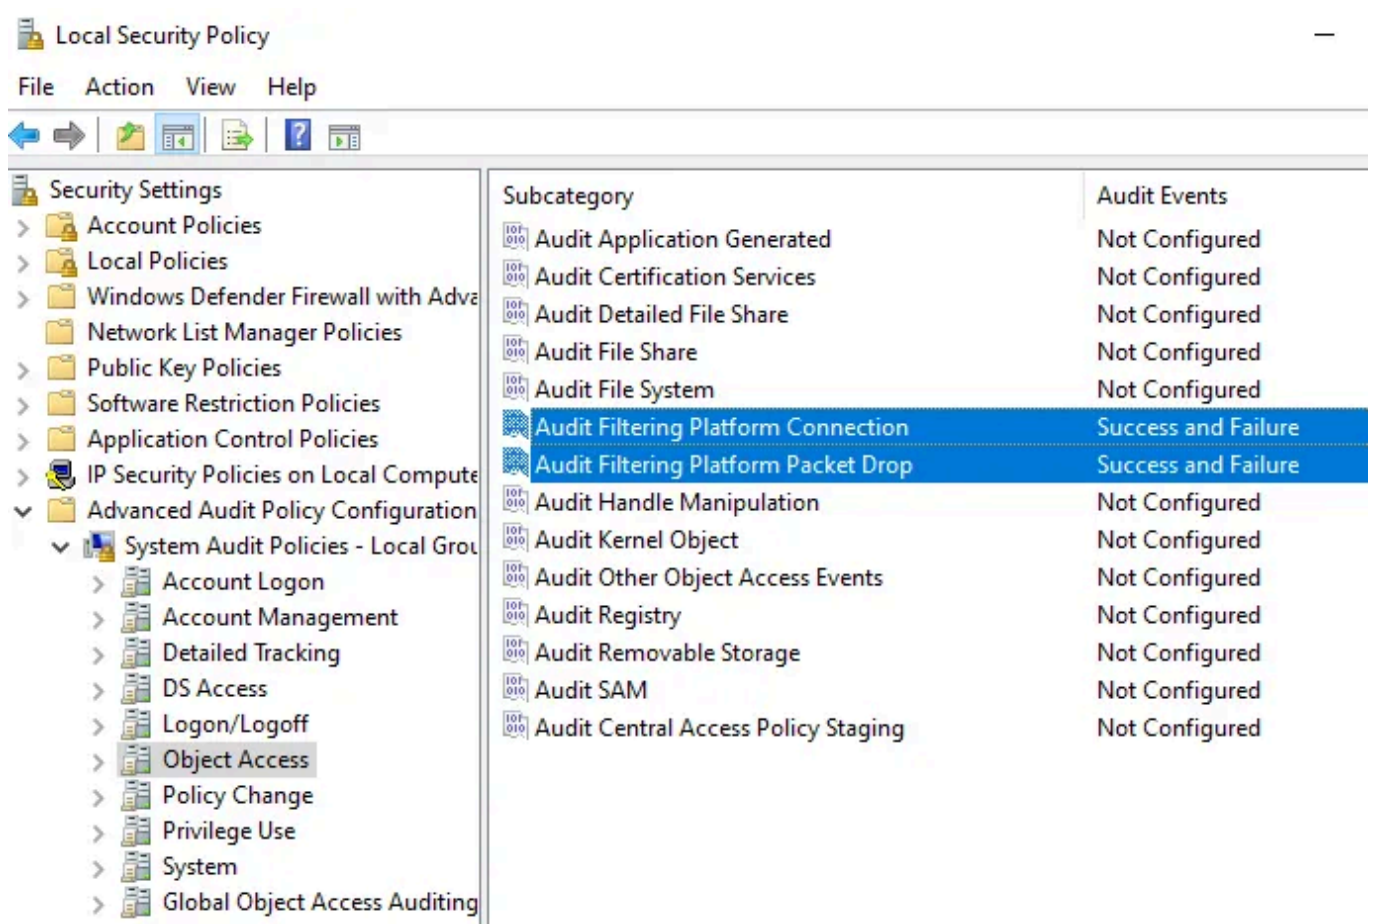 Local Security Policy
File Action View Help
Security Settings
Account Policies
Local Policies
Windows Defender Firewall with Adva
Network List Manager Policies
Public Key Policies
Software Restriction Policies
Application Control Policies
IP Security Policies on Local Compute
Advanced Audit Policy Configuration
System Audit Policies - Local Grou
Account Logon
Account Management
Detailed Tracking
DS Access
Logon/Logoff
Object Access
Policy Change
Privilege Use
System
Global Object Access Auditing
Subcategory Audit Events
Audit Application Generated Not Configured
Audit Certification Services Not Configured
Audit Detailed File Share Not Configured
Audit File Share Not Configured
Audit File System Not Configured
Audit Filtering Platform Connection Success and Failure
Audit Filtering Platform Packet Drop Success and Failure
Audit Handle Manipulation Not Configured
Audit Kernel Object Not Configured
Audit Other Object Access Events Not Configured
Audit Registry Not Configured
Audit Removable Storage Not Configured
Audit SAM Not Configured
Audit Central Access Policy Staging Not Configured